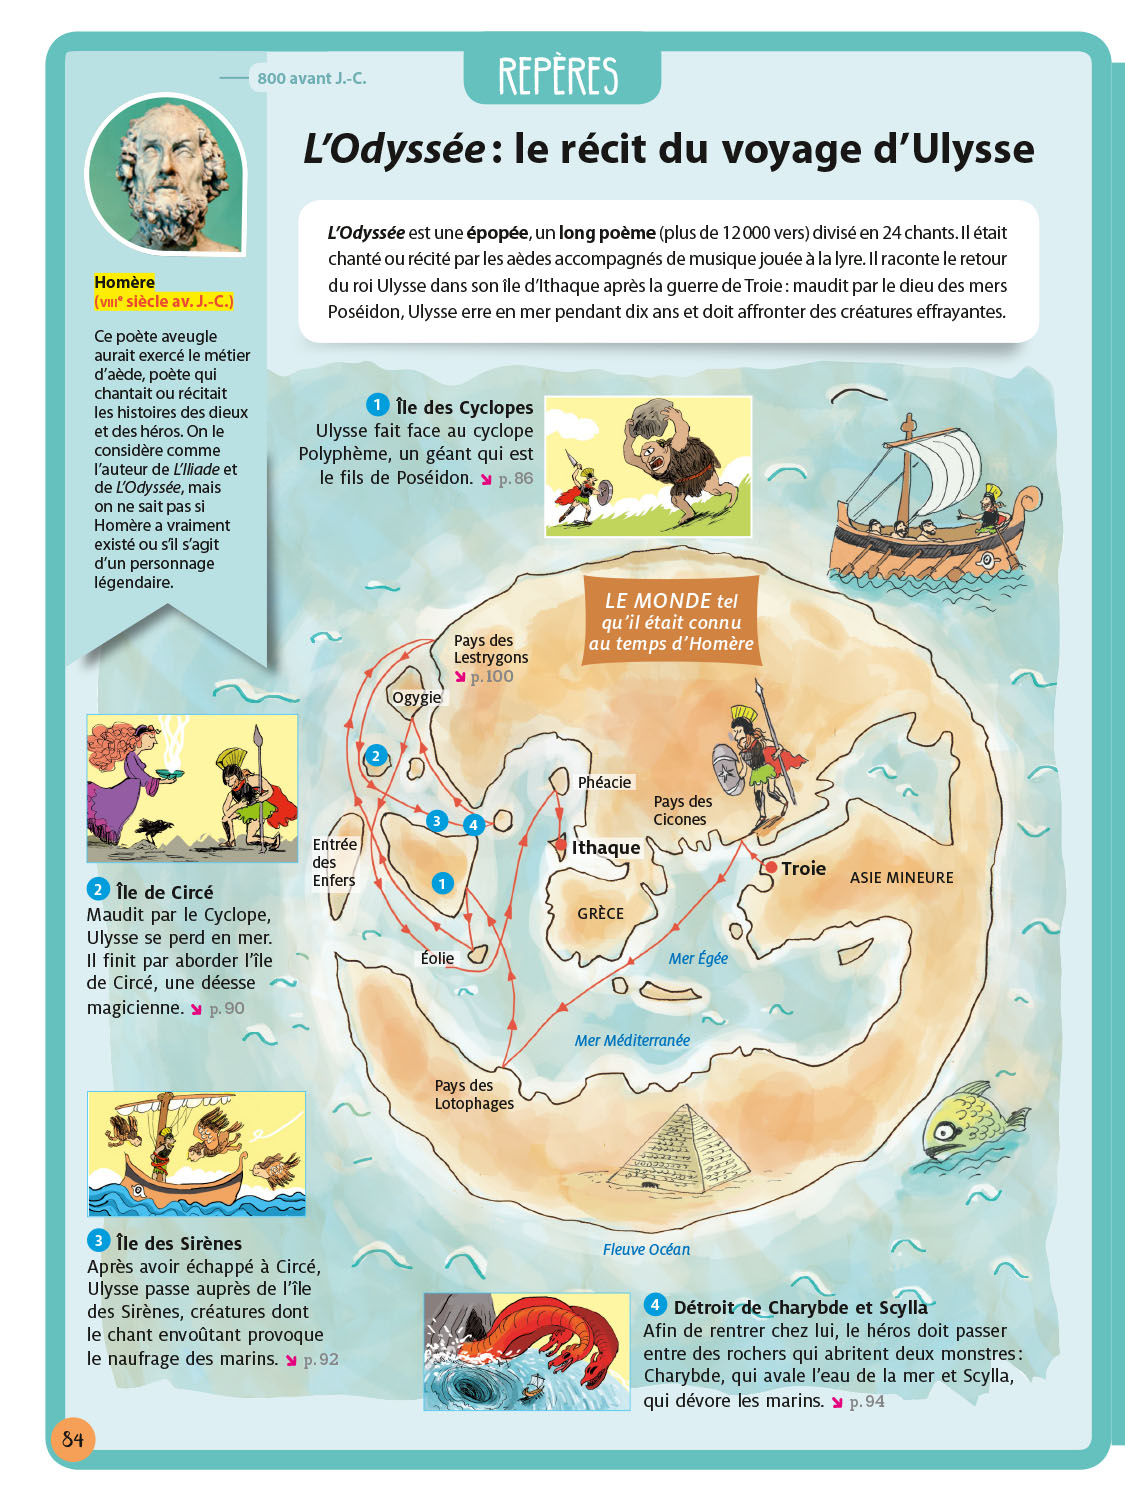 REPÈRES
800 avant J.-C.
L'Odyssée : le récit du voyage d'Ulysse
L'Odyssée est une épopée, un long poème (plus de 12 000 vers) divisé en 24 chants. Il était
chanté ou récité par les aèdes accompagnés de musique jouée à la lyre. Il raconte le retour
du roi Ulysse dans son île d'Ithaque après la guerre de Troie : maudit par le dieu des mers
Poséidon, Ulysse erre en mer pendant dix ans et doit affronter des créatures effrayantes.
Homère
(VIIIe siècle av. J.-C.)
Ce poète aveugle
aurait exercé le métier
d'aède, poète qui
chantait ou récitait
les histoires des dieux
et des héros. On le
considère comme
l'auteur de L'Iliade et
de L'Odyssée, mais
on ne sait pas si
Homère a vraiment
existé ou s'il s'agit
d'un personnage
légendaire.
1 Île des Cyclopes
Ulysse fait face au cyclope
Polyphème, un géant qui est
le fils de Poséidon. p. 86
LE MONDE tel
qu'il était connu
au temps d'Homère
Pays des
Lestrygons
p. 100
Ogygie
2
Phéacie
Pays des
Cicones
3
4
Ithaque
Entrée
des
Enfers
Troie
1
ASIE MINEURE
GRÈCE
Éolie
Mer Égée
Mer Méditerranée
Pays des
Lotophages
Fleuve Océan
2 Île de Circé
Maudit par le Cyclope,
Ulysse se perd en mer.
Il finit par aborder l'île
de Circé, une déesse
magicienne. p. 90
3 Île des Sirènes
Après avoir échappé à Circé,
Ulysse passe auprès de l'île
des Sirènes, créatures dont
le chant envoûtant provoque
le naufrage des marins. p. 92
4 Détroit de Charybde et Scylla
Afin de rentrer chez lui, le héros doit passer
entre des rochers qui abritent deux monstres :
Charybde, qui avale l'eau de la mer et Scylla,
qui dévore les marins. p. 94
84